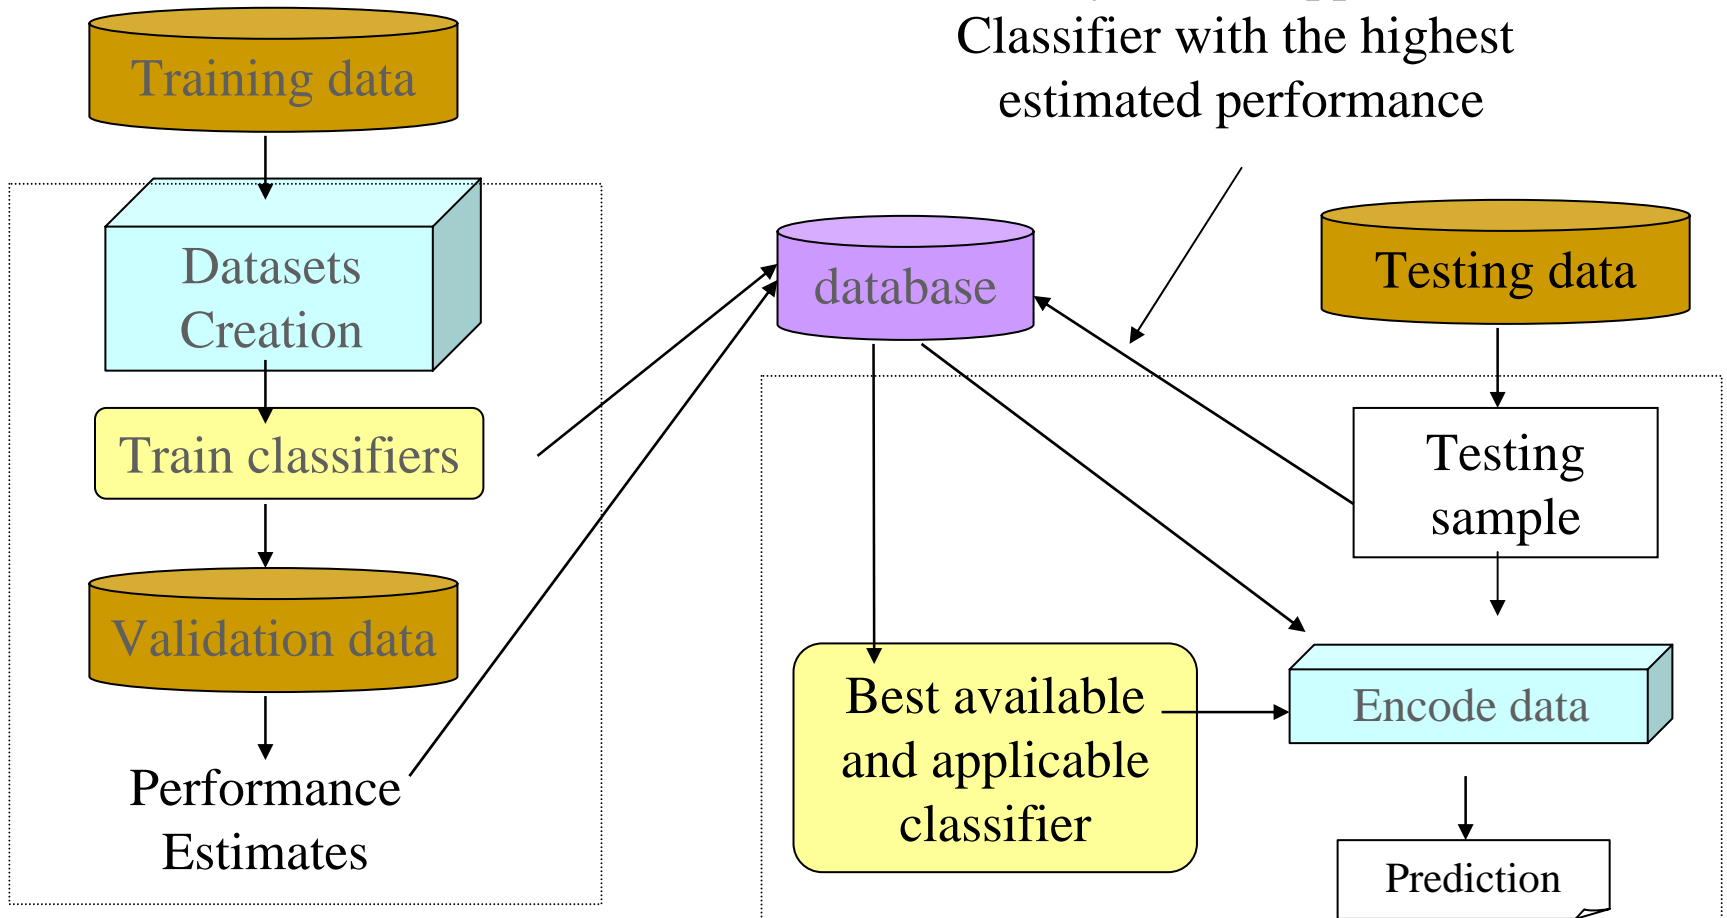 Training data
Datasets
Creation
Train classifiers
Validation data
Performance
Estimates
Classifier with the highest
estimated performance
database
Testing data
Testing
sample
Best available
and applicable
classifier
Encode data
Prediction